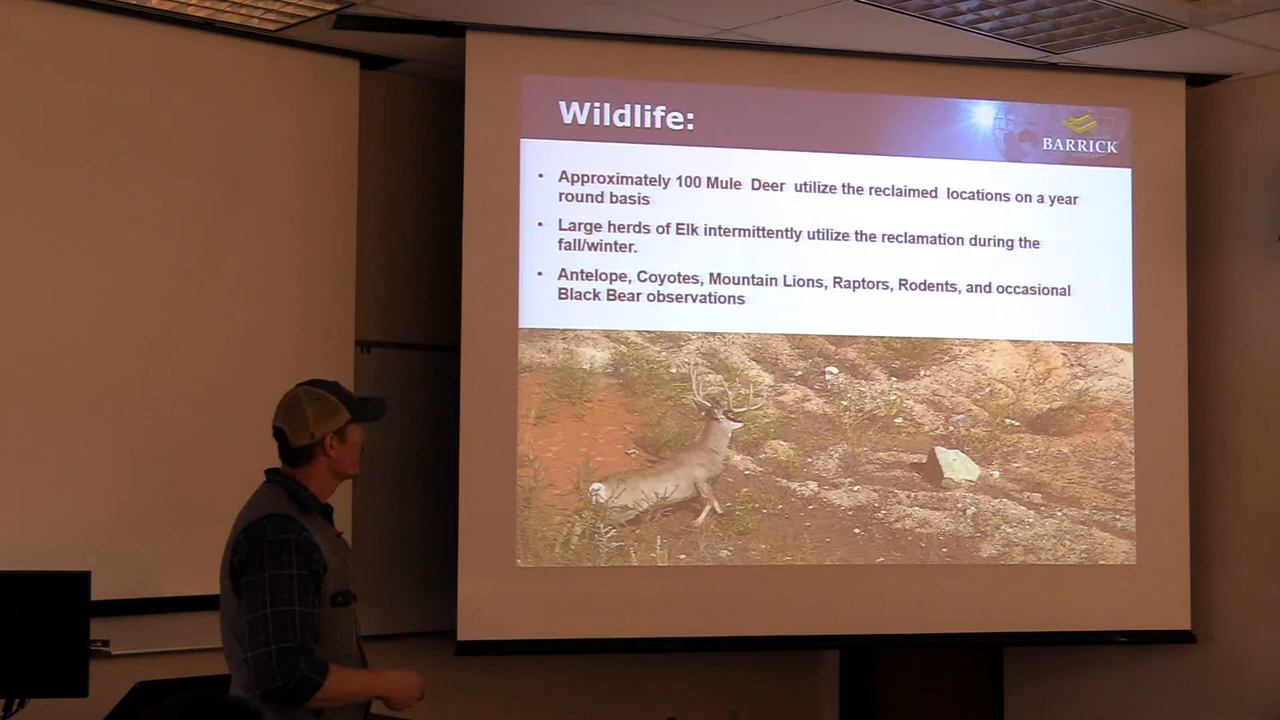 Wildlife:
BARRICK
• Approximately 100 Mule Deer utilize the reclaimed locations on a year
round basis
• Large herds of Elk intermittently utilize the reclamation during the
fall/winter.
• Antelope, Coyotes, Mountain Lions, Raptors, Rodents, and occasional
Black Bear observations